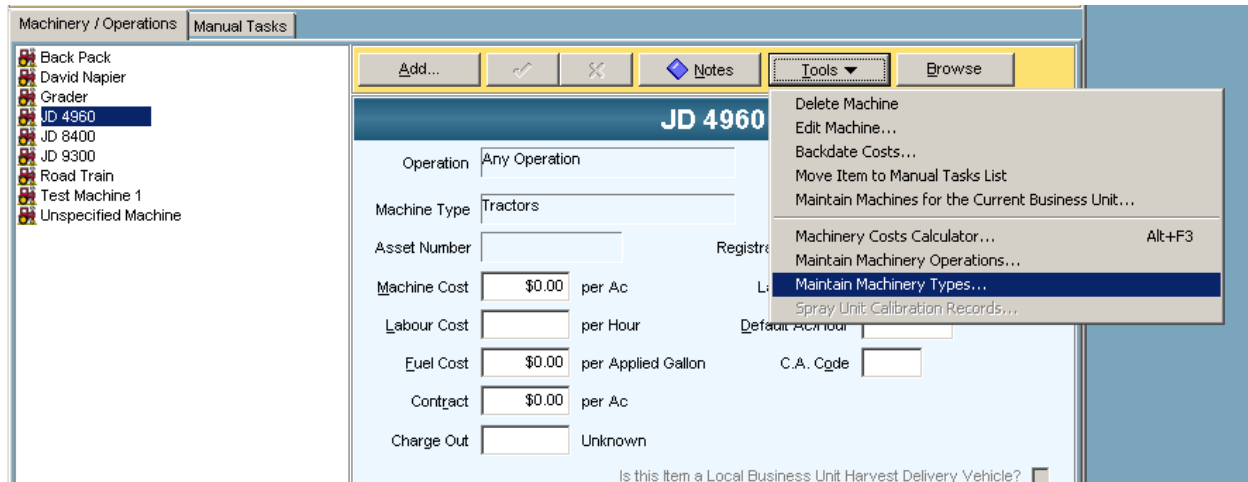 Machinery / Operations Manual Tasks
Back Pack
David Napier
Grader
JD 4960
JD 8400
JD 9300
Road Train
Test Machine 1
Unspecified Machine
Add... Notes Tools Browse
JD 4960
Operation Any Operation
Machine Type Tractors
Asset Number
Machine Cost $0.00 per Ac
Labour Cost per Hour
Fuel Cost $0.00 per Applied Gallon C.A. Code
Contract $0.00 per Ac
Charge Out Unknown
Is this Item a Local Business Unit Harvest Delivery Vehicle?
Delete Machine
Edit Machine...
Backdate Costs...
Move Item to Manual Tasks List
Maintain Machines for the Current Business Unit...
Machinery Costs Calculator... Alt+F3
Maintain Machinery Operations...
Maintain Machinery Types...
Spray Unit Calibration Records...